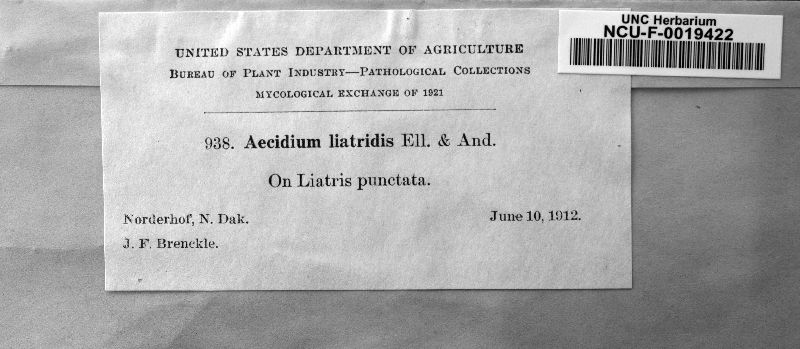 UNC Herbarium
NCU-F-0019422
UNITED STATES DEPARTMENT OF AGRICULTURE
BUREAU OF PLANT INDUSTRY—PATHOLOGICAL COLLECTIONS
MYCOLOGICAL EXCHANGE OF 1921
938. Aecidium liatridis Ell. & And.
On Liatris punctata.
Norderhof, N. Dak. June 10, 1912.
J. F. Brenckle.